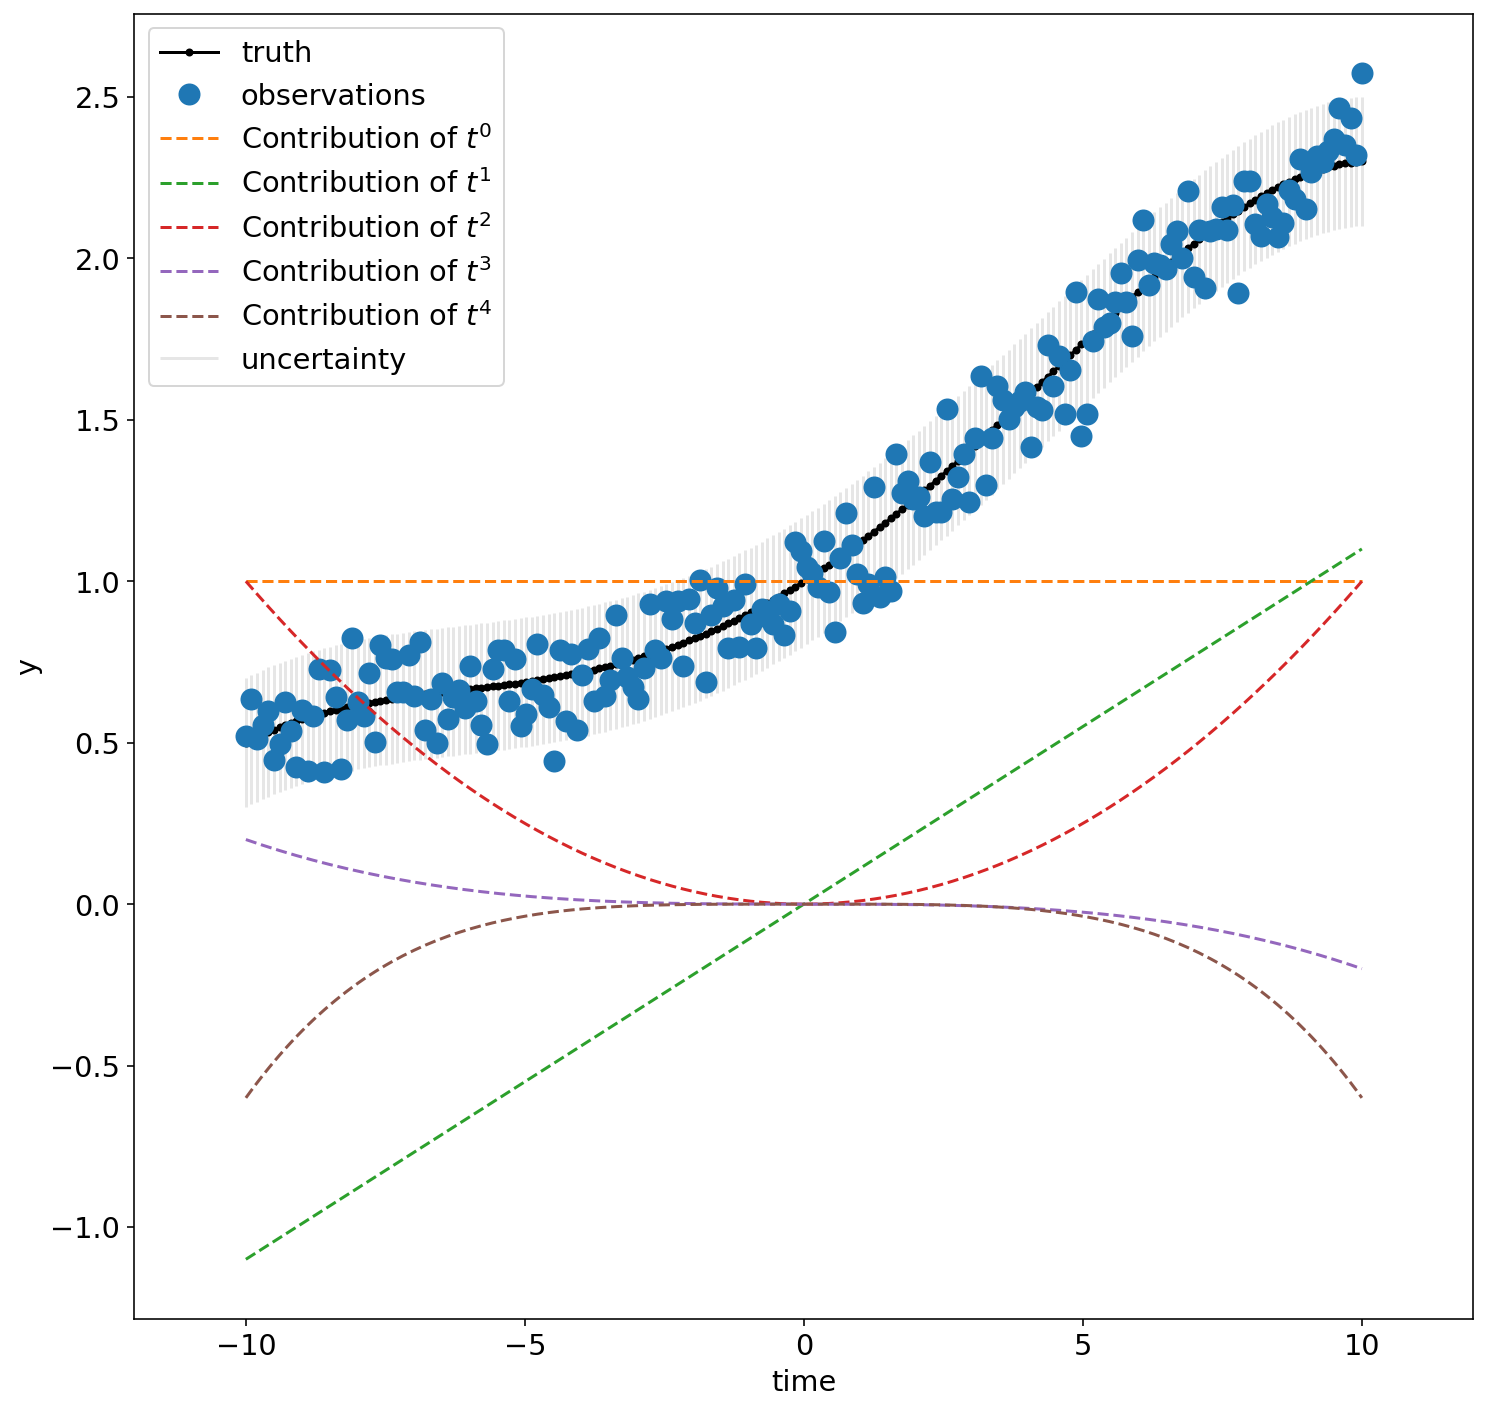 truth
observations
Contribution of t⁰
Contribution of t¹
Contribution of t²
Contribution of t³
Contribution of t⁴
uncertainty
2.5
2.0
1.5
1.0
0.5
0.0
−0.5
−1.0
y
−10 −5 0 5 10
time